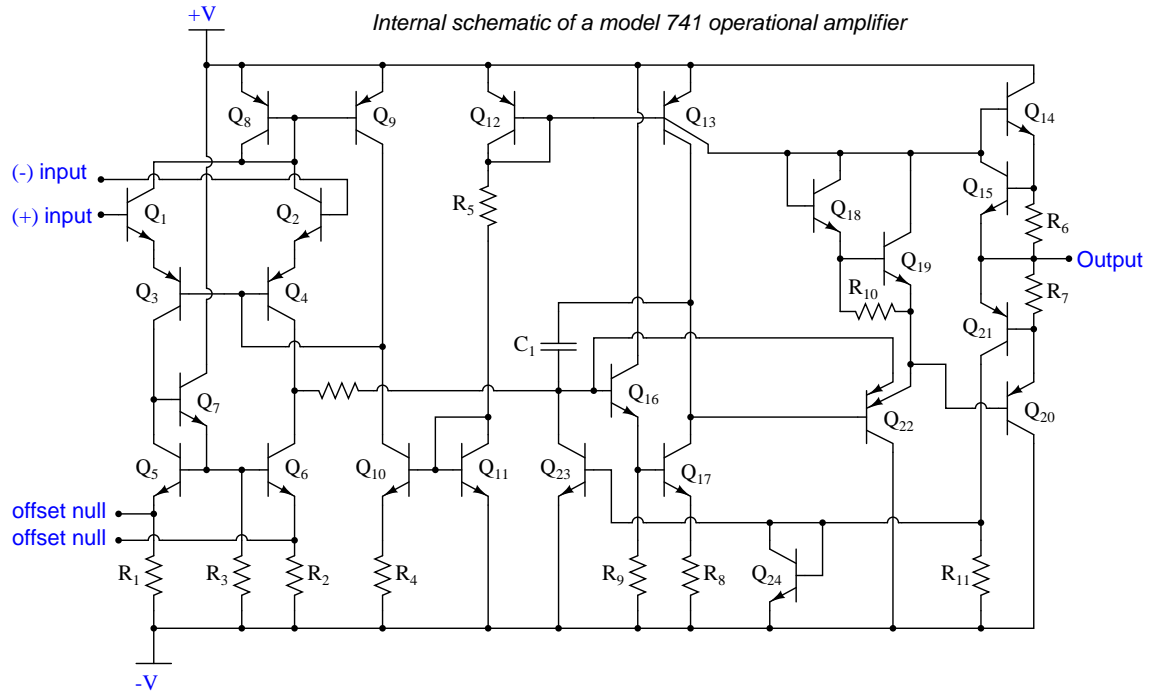 +V
Internal schematic of a model 741 operational amplifier
Q8
Q9
Q12
Q13
Q14
(-) input
(+) input
Q1
Q2
R5
Q18
Q15
R6
Q19
Output
Q3
Q4
R10
R7
C1
Q21
Q7
Q16
Q22
Q20
Q5
Q6
Q10
Q11
Q23
Q17
offset null
offset null
R1
R3
R2
R4
R9
R8
Q24
R11
-V